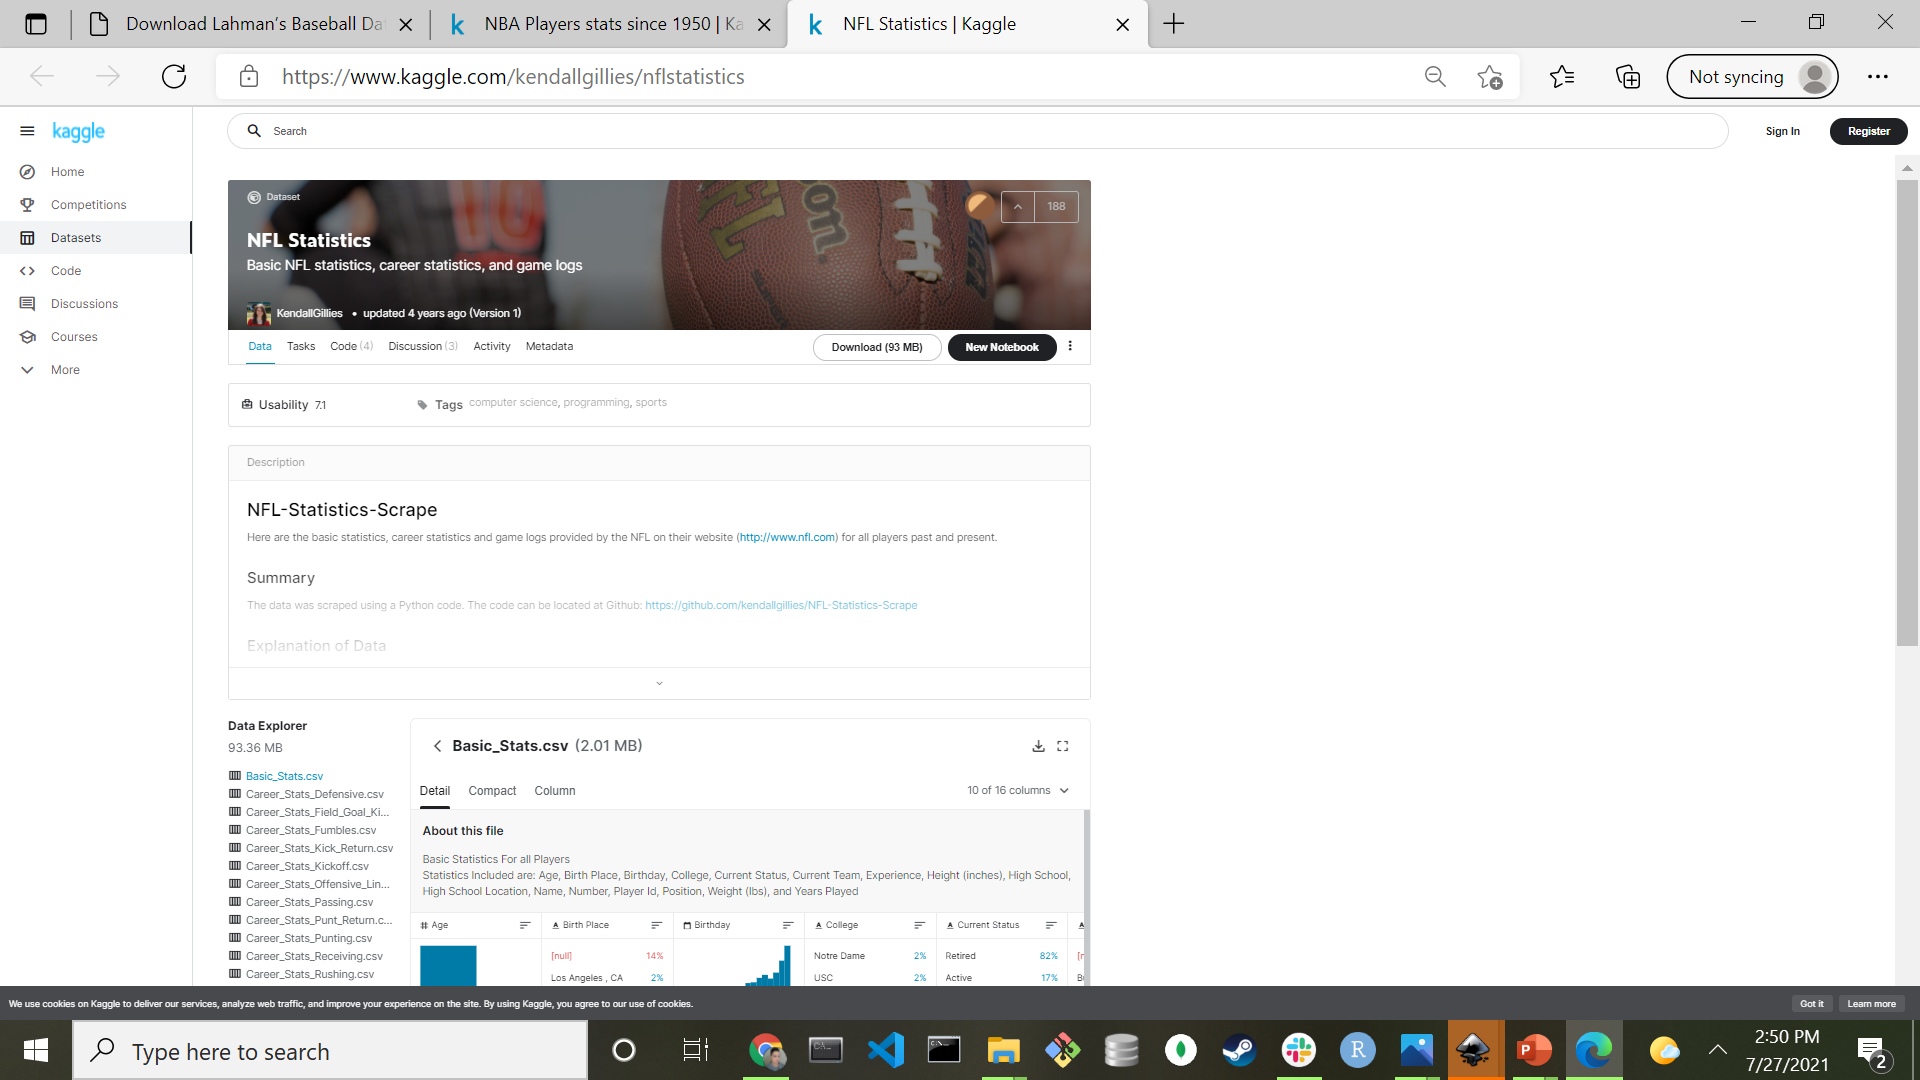 Download Lahman's Baseball Da
NBA Players stats since 1950 | Ka
NFL Statistics | Kaggle
https://www.kaggle.com/kendallgillies/nflstatistics
Not syncing
kaggle
Search
Sign In
Register
Home
Competitions
Datasets
Code
Discussions
Courses
More
Dataset
188
NFL Statistics
Basic NFL statistics, career statistics, and game logs
KendallGillies • updated 4 years ago (Version 1)
Data Tasks Code (4) Discussion (3) Activity Metadata
Download (93 MB)
New Notebook
Usability 7.1
Tags computer science, programming, sports
Description
NFL-Statistics-Scrape
Here are the basic statistics, career statistics and game logs provided by the NFL on their website (http://www.nfl.com) for all players past and present.
Summary
The data was scraped using a Python code. The code can be located at Github: https://github.com/kendallgillies/NFL-Statistics-Scrape
Explanation of Data
Data Explorer
93.36 MB
Basic_Stats.csv
Career_Stats_Defensive.csv
Career_Stats_Field_Goal_Ki...
Career_Stats_Fumbles.csv
Career_Stats_Kick_Return.csv
Career_Stats_Kickoff.csv
Career_Stats_Offensive_Lin...
Career_Stats_Passing.csv
Career_Stats_Punt_Return.c...
Career_Stats_Punting.csv
Career_Stats_Receiving.csv
Career_Stats_Rushing.csv
Basic_Stats.csv (2.01 MB)
Detail Compact Column
10 of 16 columns
About this file
Basic Statistics For all Players
Statistics Included are: Age, Birth Place, Birthday, College, Current Status, Current Team, Experience, Height (inches), High School,
High School Location, Name, Number, Player Id, Position, Weight (lbs), and Years Played
# Age
Birth Place
Birthday
College
Current Status
[null] 14%
Los Angeles , CA 2%
Notre Dame 2%
USC 2%
Retired 82%
Active 17%
We use cookies on Kaggle to deliver our services, analyze web traffic, and improve your experience on the site. By using Kaggle, you agree to our use of cookies.
Got it
Learn more
Type here to search
2:50 PM
7/27/2021
2